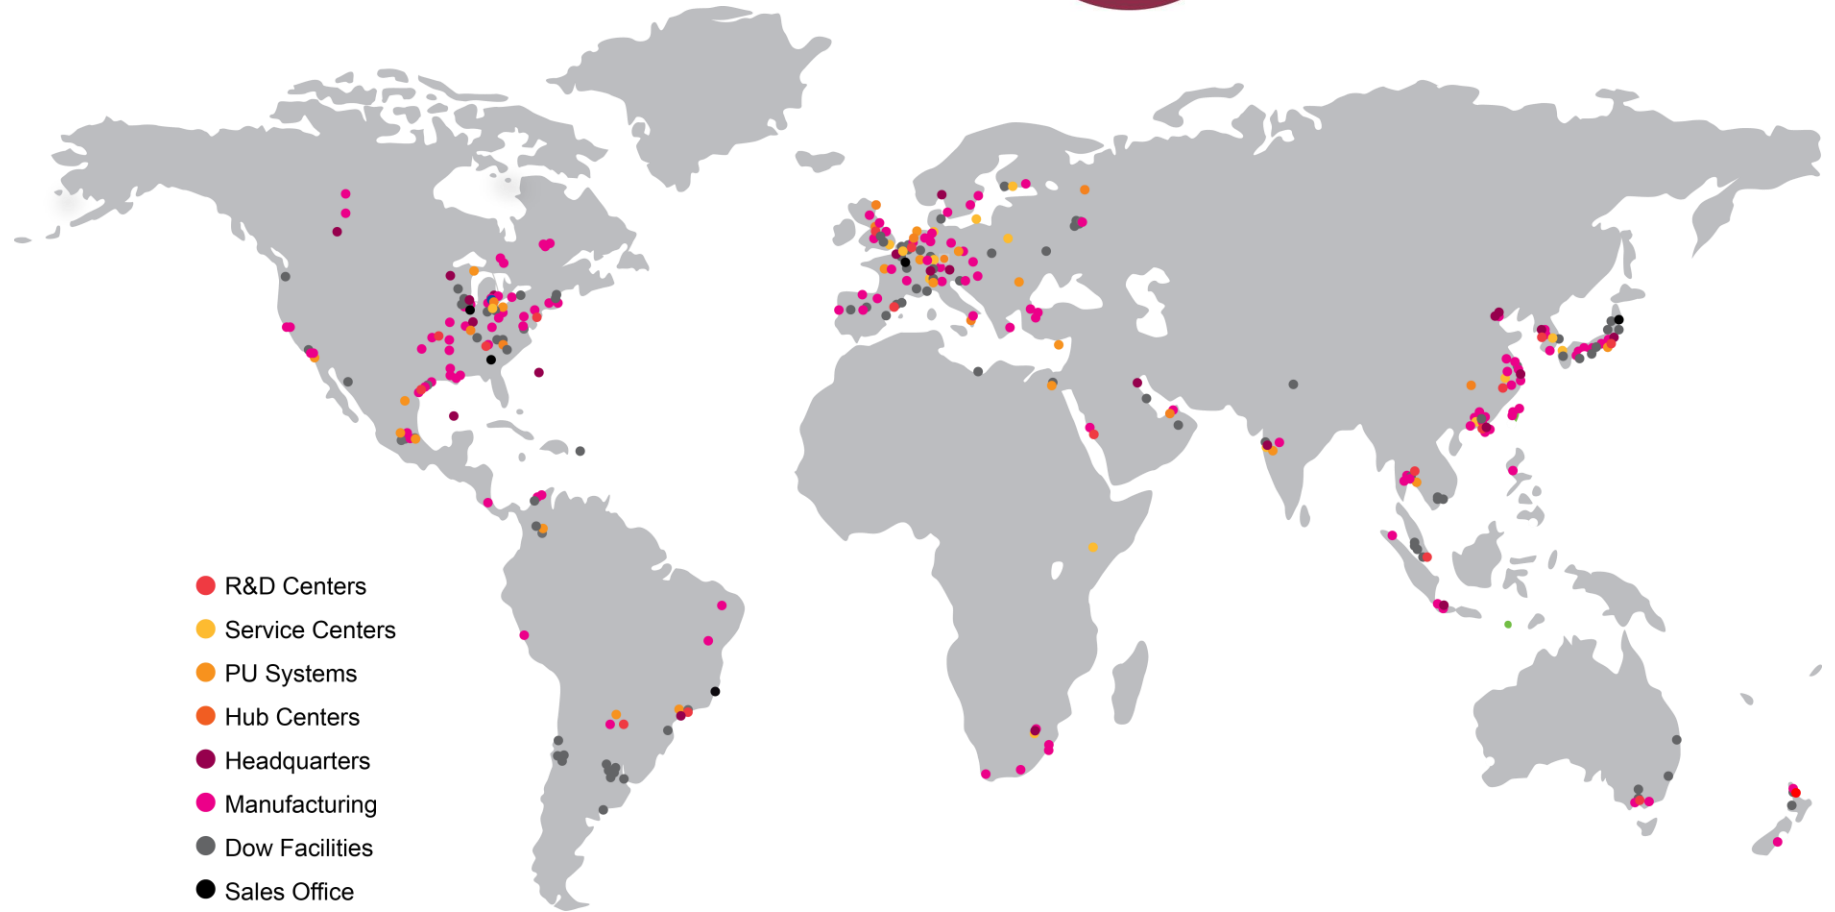 R&D Centers
Service Centers
PU Systems
Hub Centers
Headquarters
Manufacturing
Dow Facilities
Sales Office